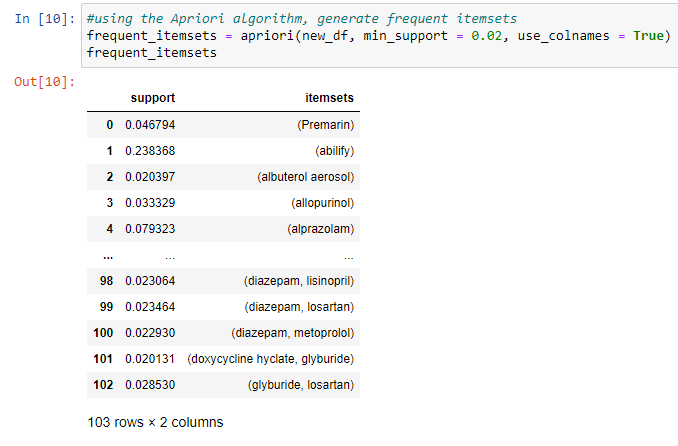 In [10]: #using the Apriori algorithm, generate frequent itemsets
frequent_itemsets = apriori(new_df, min_support = 0.02, use_colnames = True)
frequent_itemsets
Out[10]:
support itemsets
0 0.046794 (Premarin)
1 0.238368 (abilify)
2 0.020397 (albuterol aerosol)
3 0.033329 (allopurinol)
4 0.079323 (alprazolam)
... ... ...
98 0.023064 (diazepam, lisinopril)
99 0.023464 (diazepam, losartan)
100 0.022930 (diazepam, metoprolol)
101 0.020131 (doxycycline hyclate, glyburide)
102 0.028530 (glyburide, losartan)
103 rows × 2 columns